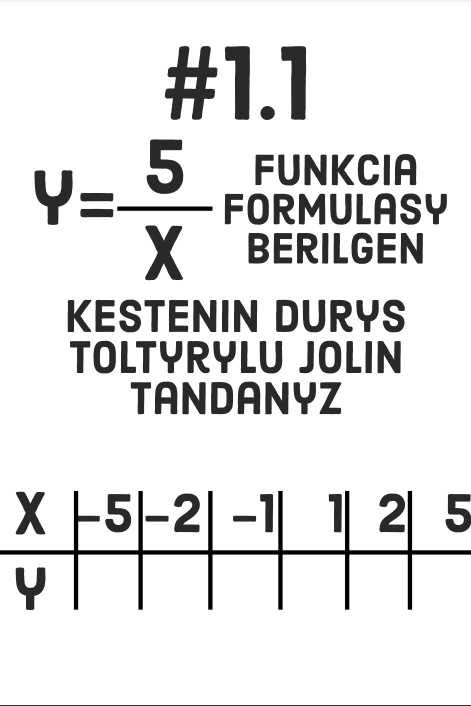 #1.1
Y=5/X
FUNKCIA
FORMULASY
BERILGEN
KESTENIN DURYS
TOLTYRYLU JOLIN
TANDANYZ
X -5 -2 -1 1 2 5
Y